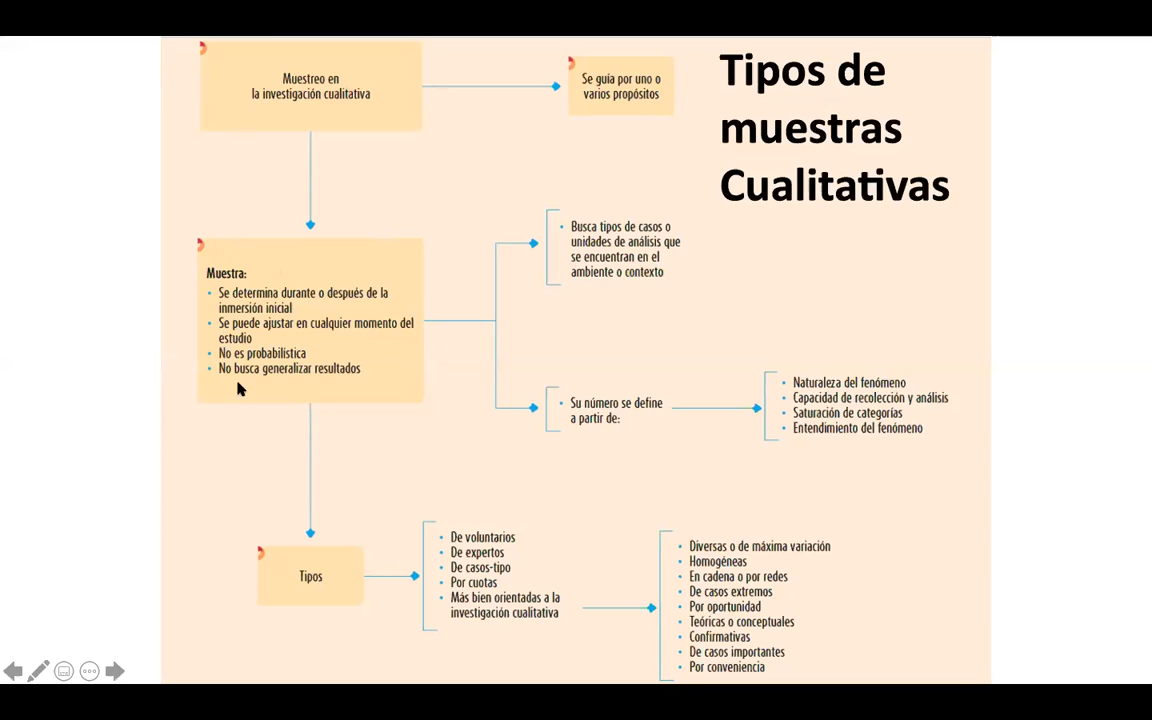 Tipos de
muestras
Cualitativas
Muestreo en
la investigación cualitativa
Se guía por uno o
varios propósitos
Muestra:
• Se determina durante o después de la
inmersión inicial
• Se puede ajustar en cualquier momento del
estudio
• No es probabilística
• No busca generalizar resultados
• Busca tipos de casos o
unidades de análisis que
se encuentran en el
ambiente o contexto
• Su número se define
a partir de:
• Naturaleza del fenómeno
• Capacidad de recolección y análisis
• Saturación de categorías
• Entendimiento del fenómeno
Tipos
• De voluntarios
• De expertos
• De casos-tipo
• Por cuotas
• Más bien orientadas a la
investigación cualitativa
• Diversas o de máxima variación
• Homogéneas
• En cadena o por redes
• De casos extremos
• Por oportunidad
• Teóricas o conceptuales
• Confirmativas
• De casos importantes
• Por conveniencia